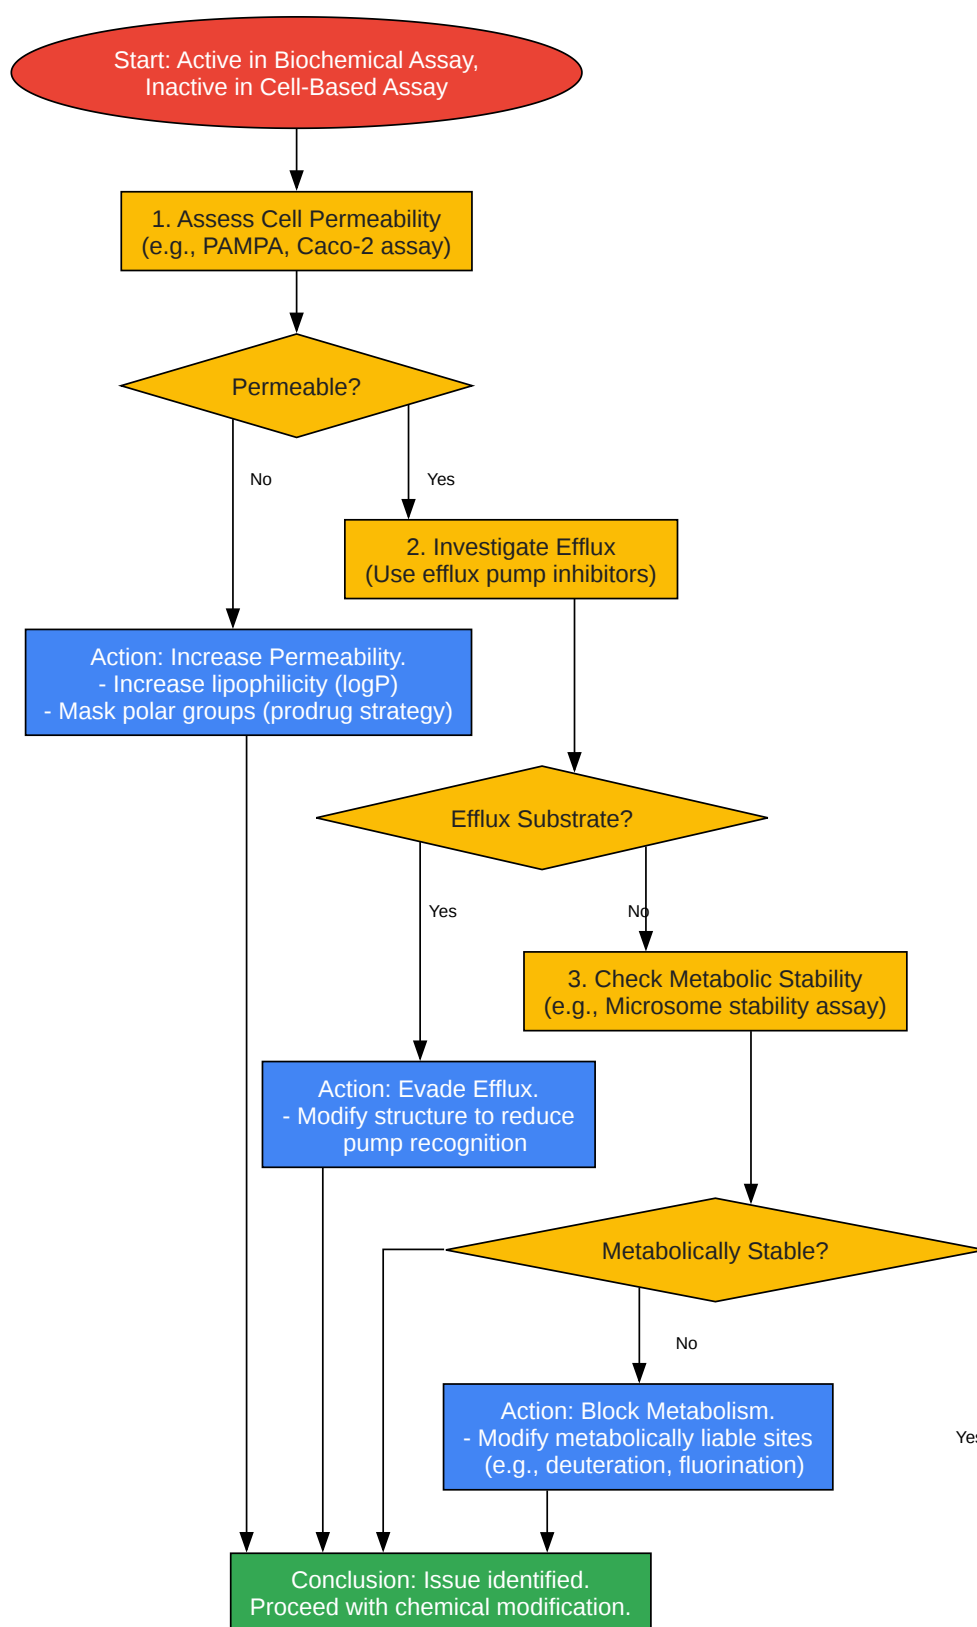 Start: Active in Biochemical Assay,
Inactive in Cell-Based Assay
1. Assess Cell Permeability
(e.g., PAMPA, Caco-2 assay)
Permeable?
No
Yes
2. Investigate Efflux
(Use efflux pump inhibitors)
Action: Increase Permeability.
- Increase lipophilicity (logP)
- Mask polar groups (prodrug strategy)
Efflux Substrate?
Yes
No
3. Check Metabolic Stability
(e.g., Microsome stability assay)
Action: Evade Efflux.
- Modify structure to reduce
pump recognition
Metabolically Stable?
No
Action: Block Metabolism.
- Modify metabolically liable sites
(e.g., deuteration, fluorination)
Yes
Conclusion: Issue identified.
Proceed with chemical modification.